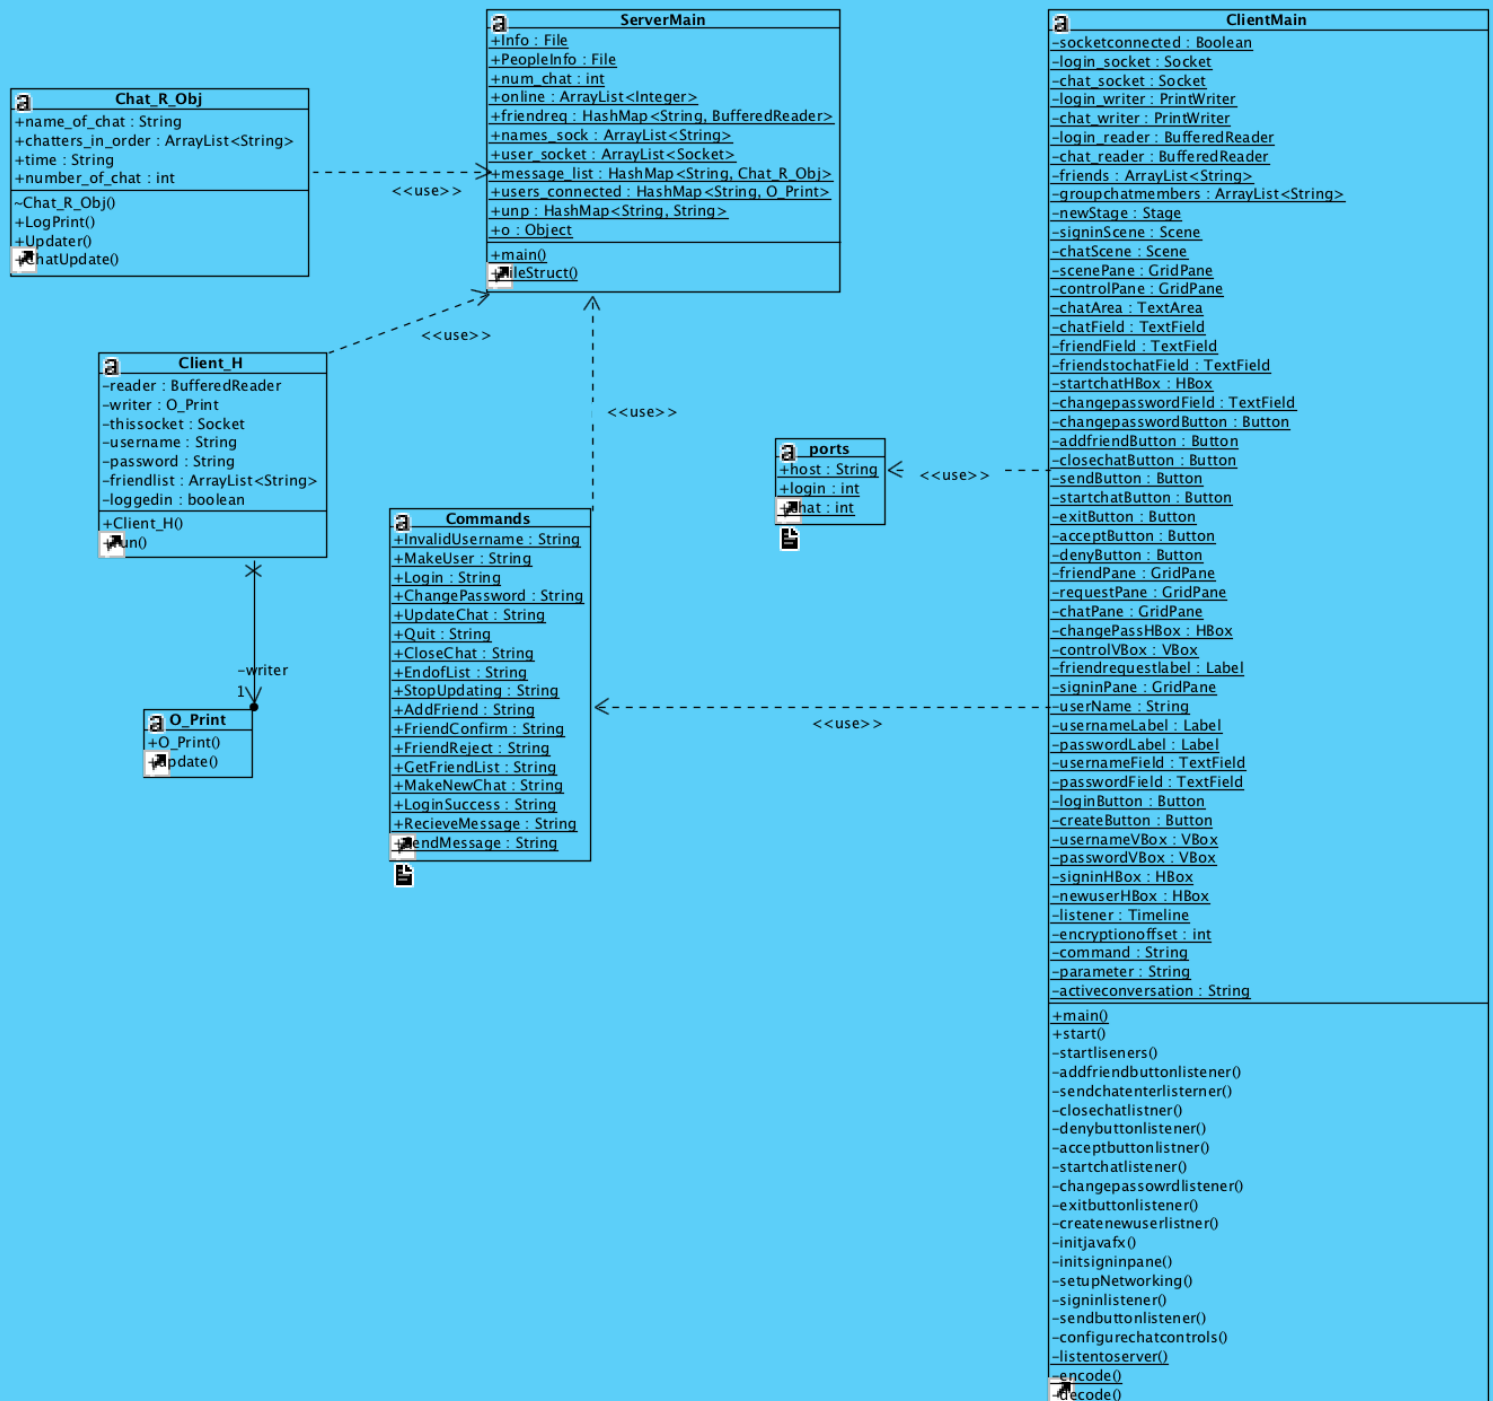 Chat_R_Obj
+name_of_chat : String
+chatters_in_order : ArrayList<String>
+time : String
+number_of_chat : int
~Chat_R_Obj()
+LogPrint()
+Updater()
+ChatUpdate()
<<use>>
ServerMain
+Info : File
+PeopleInfo : File
+num_chat : int
+online : ArrayList<Integer>
+friendreq : HashMap<String, BufferedReader>
+names_sock : ArrayList<String>
+user_socket : ArrayList<Socket>
+message_list : HashMap<String, Chat_R_Obj>
+users_connected : HashMap<String, O_Print>
+unp : HashMap<String, String>
+o : Object
+main()
ileStruct()
<<use>>
Client_H
-reader : BufferedReader
-writer : O_Print
-thissocket : Socket
-username : String
-password : String
-friendlist : ArrayList<String>
-loggedin : boolean
+Client_H()
+run()
<<use>>
-writer
1
O_Print
+O_Print()
+update()
Commands
+InvalidUsername : String
+MakeUser : String
+Login : String
+ChangePassword : String
+UpdateChat : String
+Quit : String
+CloseChat : String
+EndofList : String
+StopUpdating : String
+AddFriend : String
+FriendConfirm : String
+FriendReject : String
+GetFriendList : String
+MakeNewChat : String
+LoginSuccess : String
+RecieveMessage : String
+SendMessage : String
ports
+host : String
+login : int
+chat : int
<<use>>
<<use>>
ClientMain
-socketconnected : Boolean
-login_socket : Socket
-chat_socket : Socket
-login_writer : PrintWriter
-chat_writer : PrintWriter
-login_reader : BufferedReader
-chat_reader : BufferedReader
-friends : ArrayList<String>
-groupchatmembers : ArrayList<String>
-newStage : Stage
-signinScene : Scene
-chatScene : Scene
-scenePane : GridPane
-controlPane : GridPane
-chatArea : TextArea
-chatField : TextField
-friendField : TextField
-friendstochatField : TextField
-startchatHBox : HBox
-changepasswordField : TextField
-changepasswordButton : Button
-addfriendButton : Button
-closechatButton : Button
-sendButton : Button
-startchatButton : Button
-exitButton : Button
-acceptButton : Button
-denyButton : Button
-friendPane : GridPane
-requestPane : GridPane
-chatPane : GridPane
-changePassHBox : HBox
-controlVBox : VBox
-friendrequestlabel : Label
-signinPane : GridPane
-userName : String
-usernameLabel : Label
-passwordLabel : Label
-usernameField : TextField
-passwordField : TextField
-loginButton : Button
-createButton : Button
-usernameVBox : VBox
-passwordVBox : VBox
-signinHBox : HBox
-newuserHBox : HBox
-listener : Timeline
-encryptionoffset : int
-command : String
-parameter : String
-activeconversation : String
+main()
+start()
-startliseners()
-addfriendbuttonlistener()
-sendchatenterlisterner()
-closechatlistner()
-denybuttonlistener()
-acceptbuttonlistner()
-startchatlistener()
-changepassowrdlistener()
-exitbuttonlistener()
-createnewuserlistner()
-initjavafx()
-initsigninpane()
-setupNetworking()
-signinlistener()
-sendbuttonlistener()
-configurechatcontrols()
-listentoserver()
-encode()
-decode()